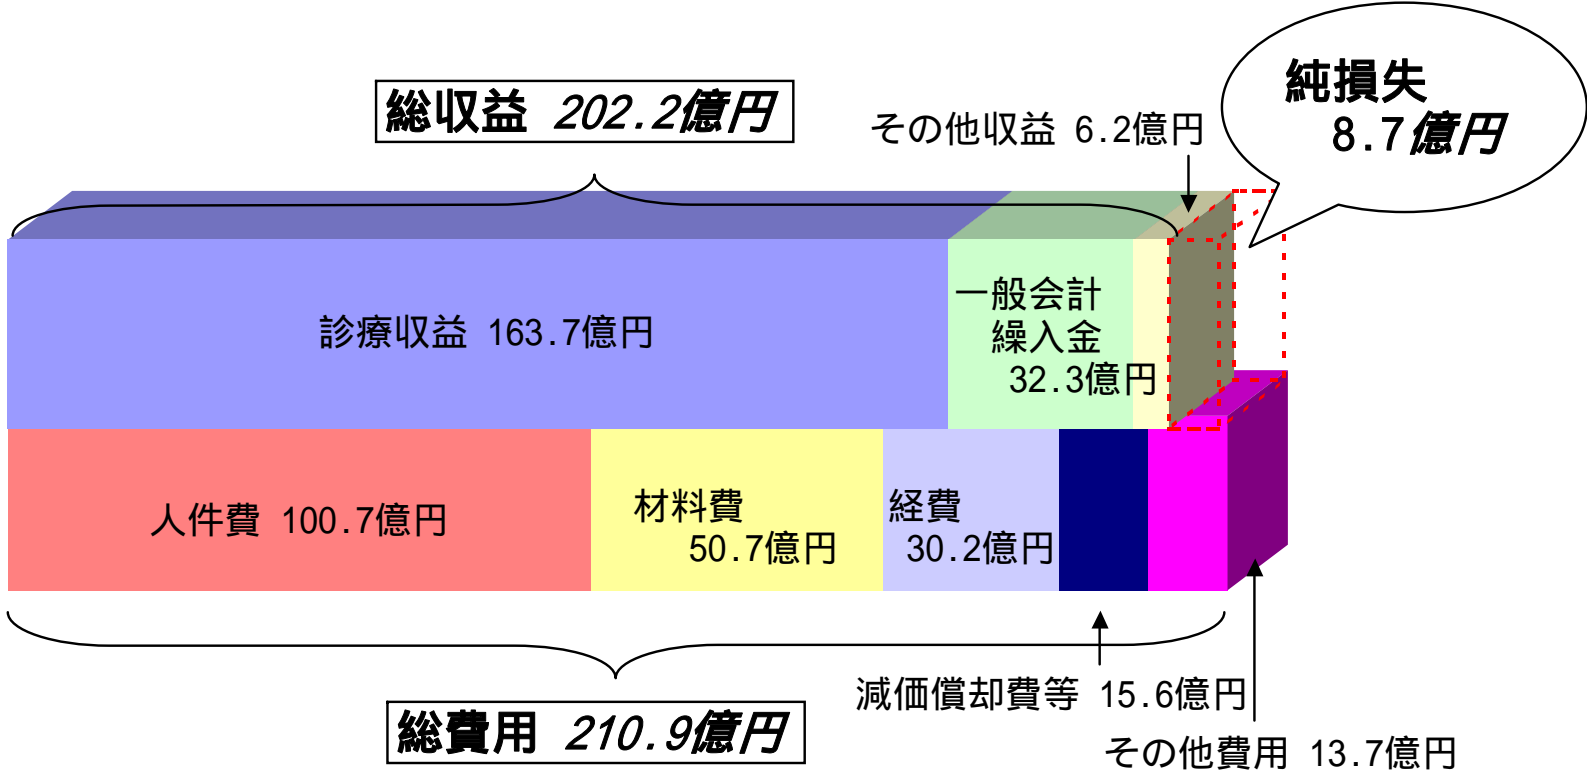 総収益 202.2億円
その他収益 6.2億円
純損失
8.7億円
診療収益 163.7億円
一般会計
繰入金
32.3億円
人件費 100.7億円
材料費
50.7億円
経費
30.2億円
減価償却費等 15.6億円
総費用 210.9億円
その他費用 13.7億円